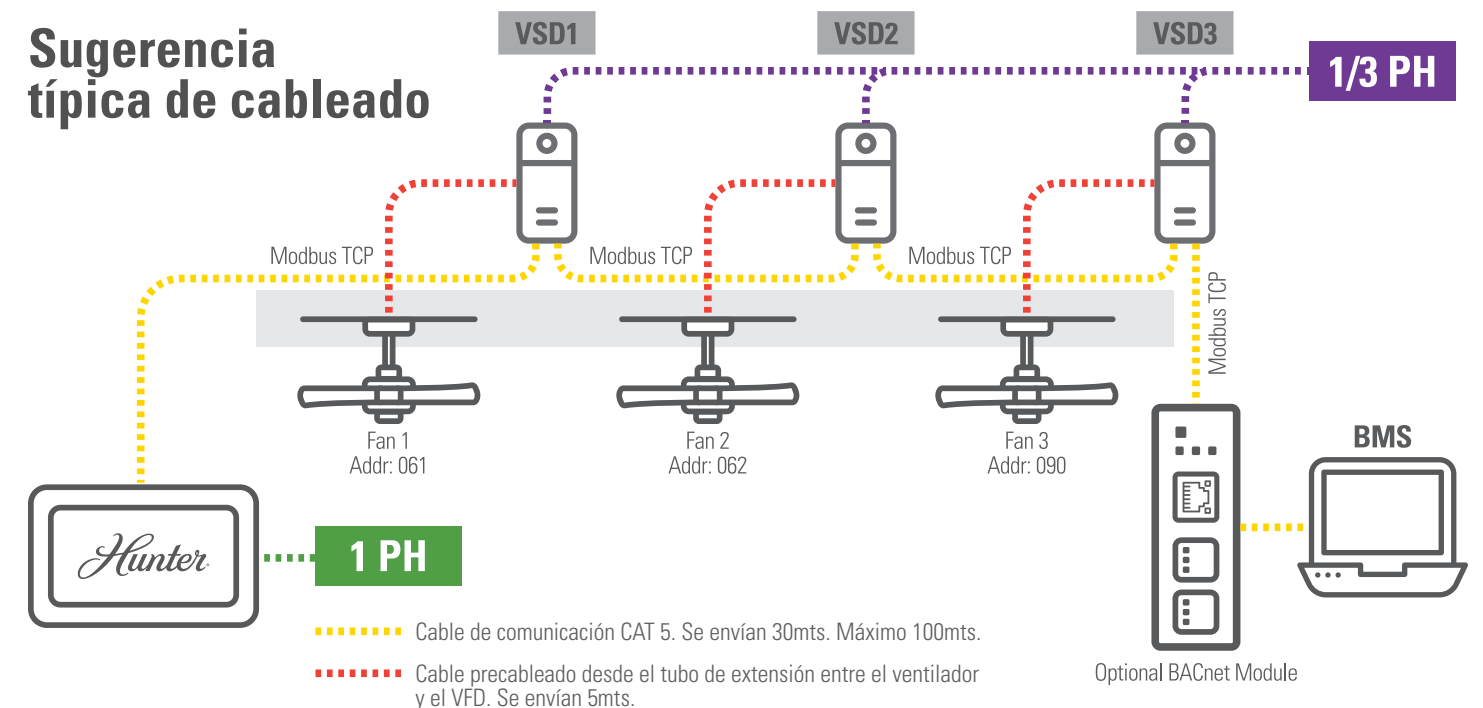 Sugerencia
típica de cableado
VSD1
VSD2
VSD3
1/3 PH
Modbus TCP
Modbus TCP
Modbus TCP
Modbus TCP
Fan 1
Addr: 061
Fan 2
Addr: 062
Fan 3
Addr: 090
BMS
Hunter
1 PH
Cable de comunicación CAT 5. Se envían 30mts. Máximo 100mts.
Cable precableado desde el tubo de extensión entre el ventilador
y el VFD. Se envían 5mts.
Optional BACnet Module